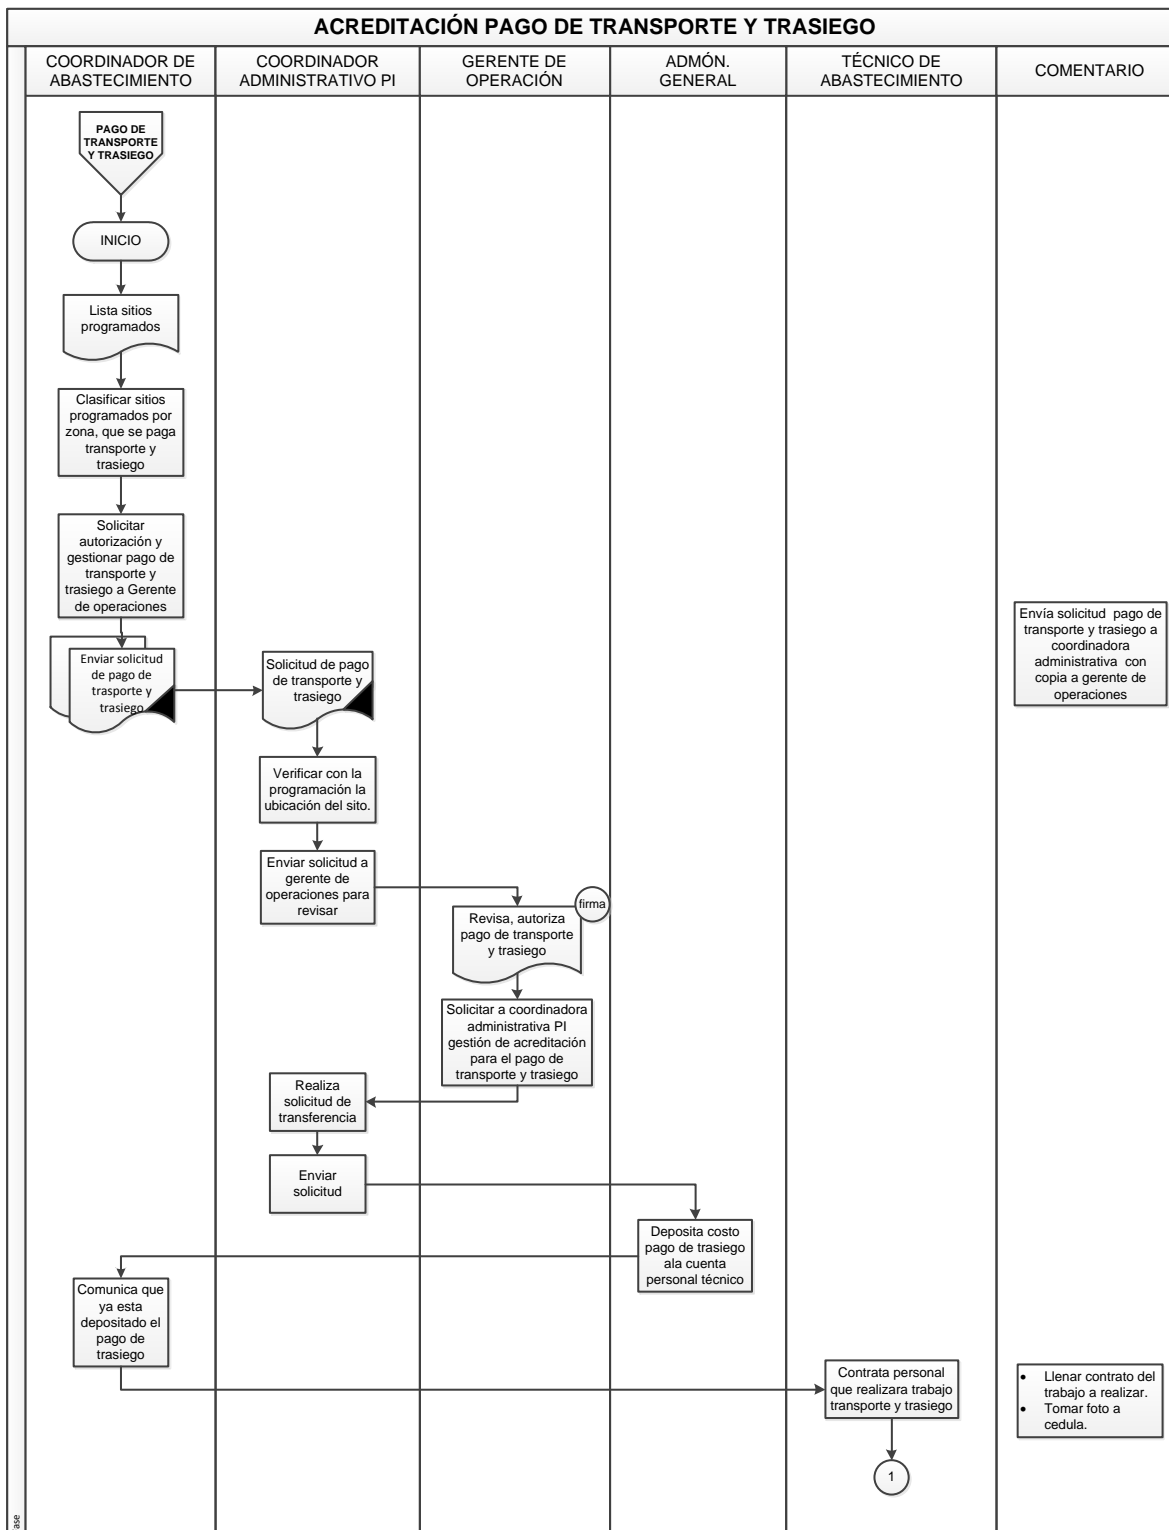 ACREDITACIÓN PAGO DE TRANSPORTE Y TRASIEGO
COORDINADOR DE
ABASTECIMIENTO
COORDINADOR
ADMINISTRATIVO PI
GERENTE DE
OPERACIÓN
ADMÓN.
GENERAL
TÉCNICO DE
ABASTECIMIENTO
COMENTARIO
PAGO DE
TRANSPORTE
Y TRASIEGO
INICIO
Lista sitios
programados
Clasificar sitios
programados por
zona, que se paga
transporte y
trasiego
Solicitar
autorización y
gestionar pago de
transporte y
trasiego a Gerente
de operaciones
Enviar solicitud
de pago de
trasporte y
trasiego
Solicitud de pago
de transporte y
trasiego
Envía solicitud pago de
transporte y trasiego a
coordinadora
administrativa con
copia a gerente de
operaciones
Verificar con la
programación la
ubicación del sito.
Enviar solicitud a
gerente de
operaciones para
revisar
firma
Revisa, autoriza
pago de transporte
y trasiego
Solicitar a coordinadora
administrativa PI
gestión de acreditación
para el pago de
transporte y trasiego
Realiza
solicitud de
transferencia
Enviar
solicitud
Deposita costo
pago de trasiego
ala cuenta
personal técnico
Comunica que
ya esta
depositado el
pago de
trasiego
Contrata personal
que realizara trabajo
transporte y trasiego
• Llenar contrato del
trabajo a realizar.
• Tomar foto a
cedula.
1